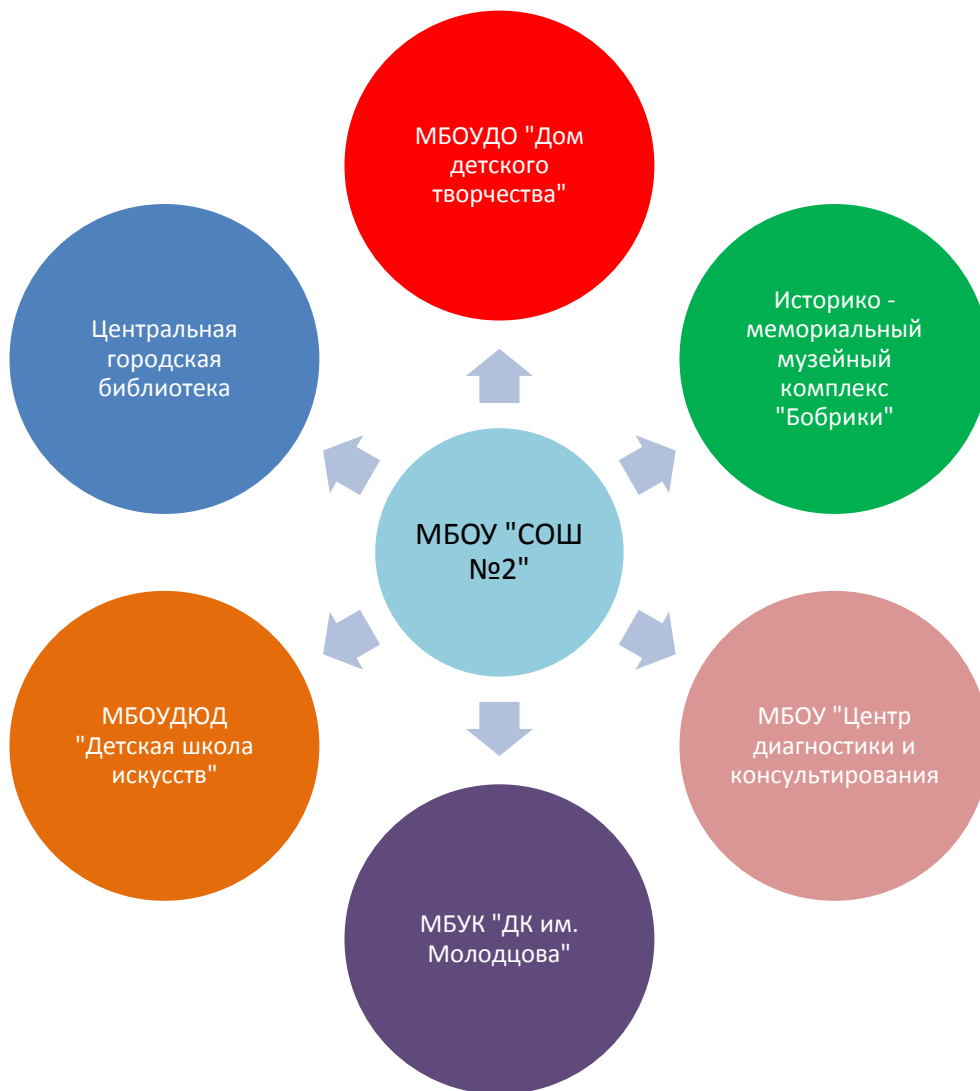 МБОУДО "Дом
детского
творчества"
Центральная
городская
библиотека
Историко -
мемориальный
музейный
комплекс
"Бобрики"
МБОУ "СОШ
№2"
МБОУДЮД
"Детская школа
искусств"
МБОУ "Центр
диагностики и
консультирования
МБУК "ДК им.
Молодцова"